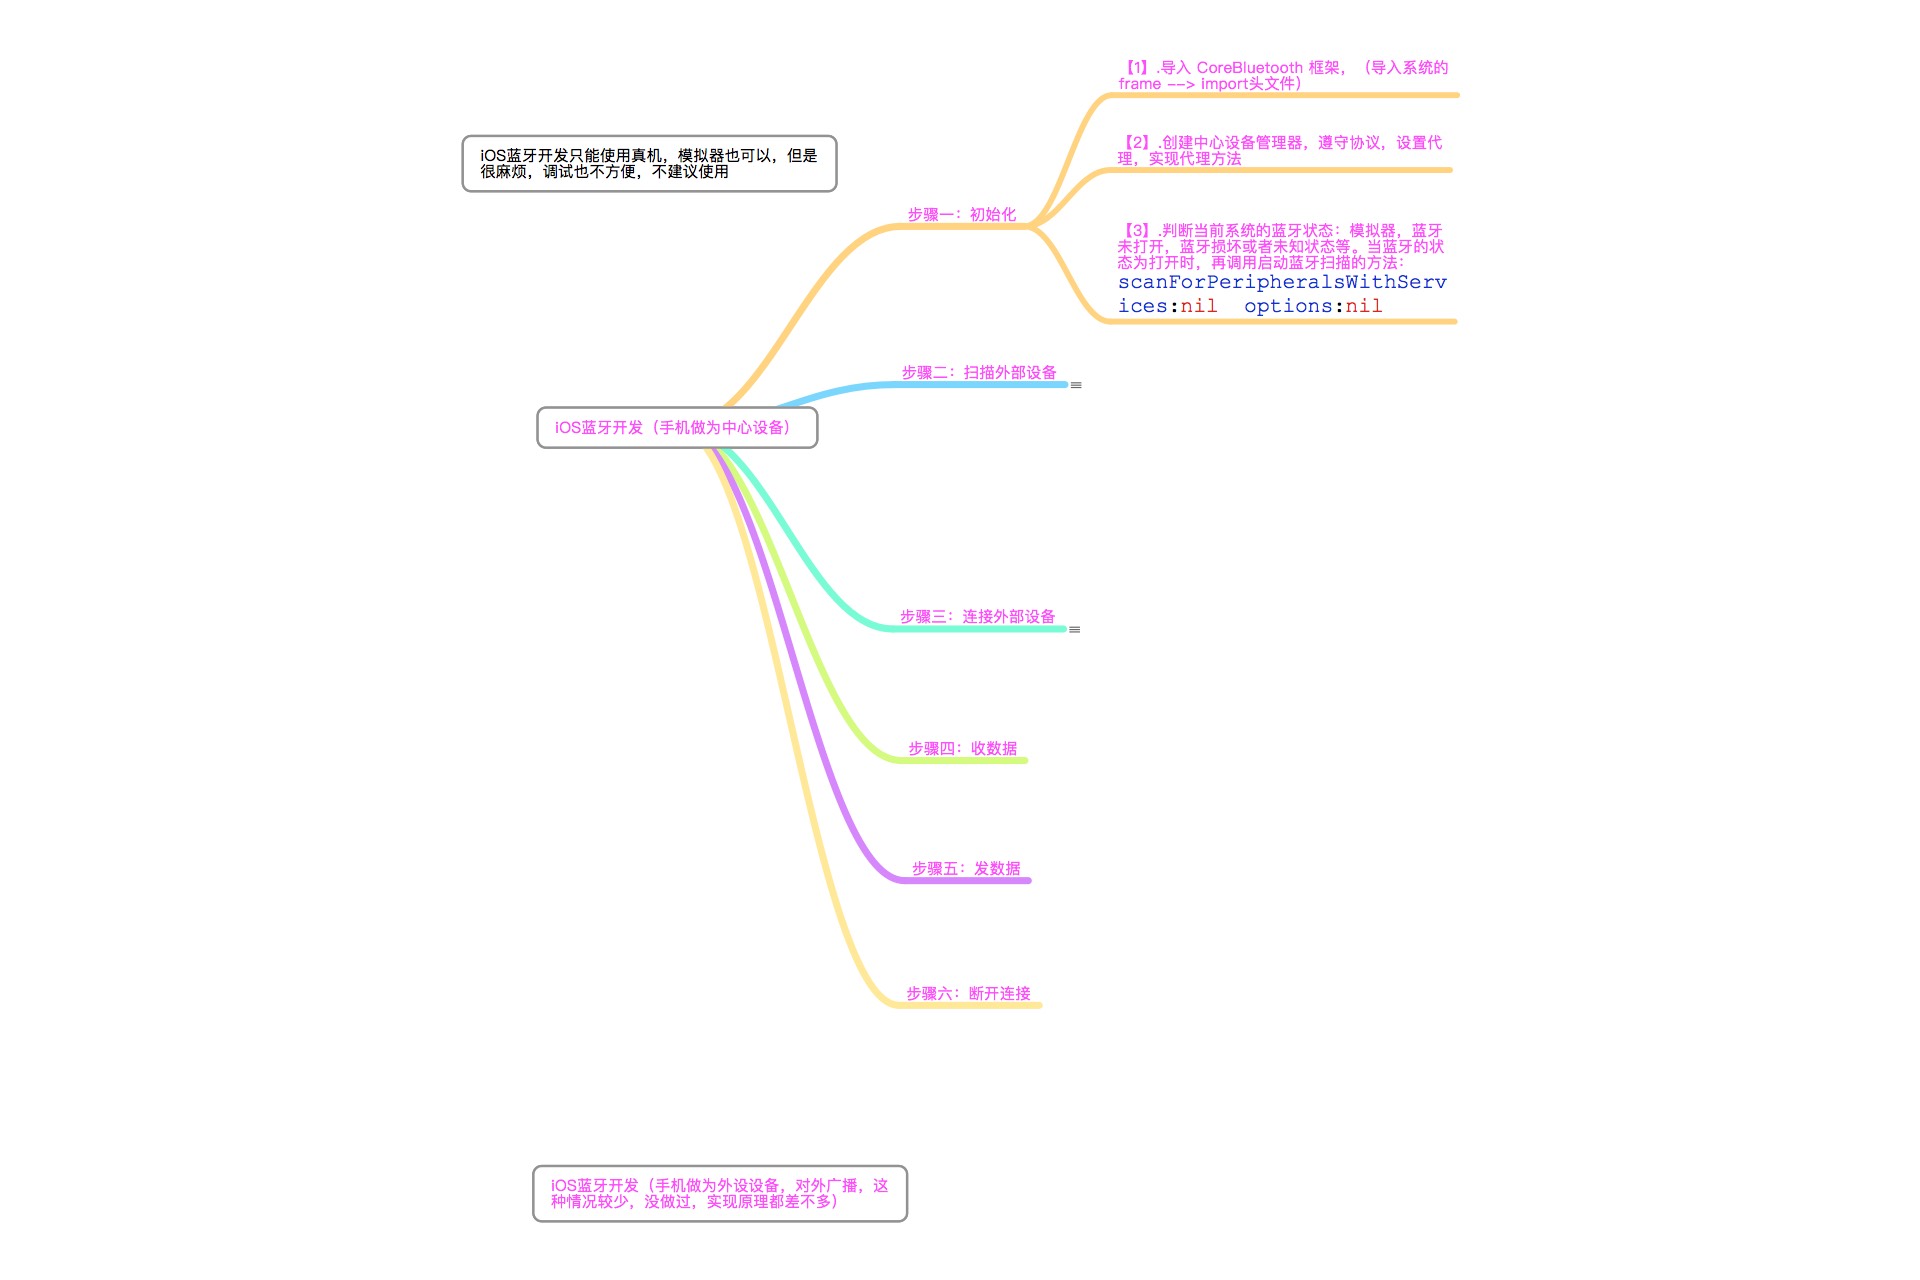 【1】.导入 CoreBluetooth 框架，（导入系统的
frame --> import头文件）
【2】.创建中心设备管理器，遵守协议，设置代
理，实现代理方法
iOS蓝牙开发只能使用真机，模拟器也可以，但是
很麻烦，调试也不方便，不建议使用
步骤一：初始化
【3】.判断当前系统的蓝牙状态：模拟器，蓝牙
未打开，蓝牙损坏或者未知状态等。当蓝牙的状
态为打开时，再调用启动蓝牙扫描的方法：
scanForPeripheralsWithServ
ices:nil  options:nil
步骤二：扫描外部设备
iOS蓝牙开发（手机做为中心设备）
步骤三：连接外部设备
步骤四：收数据
步骤五：发数据
步骤六：断开连接
iOS蓝牙开发（手机做为外设设备，对外广播，这
种情况较少，没做过，实现原理都差不多）